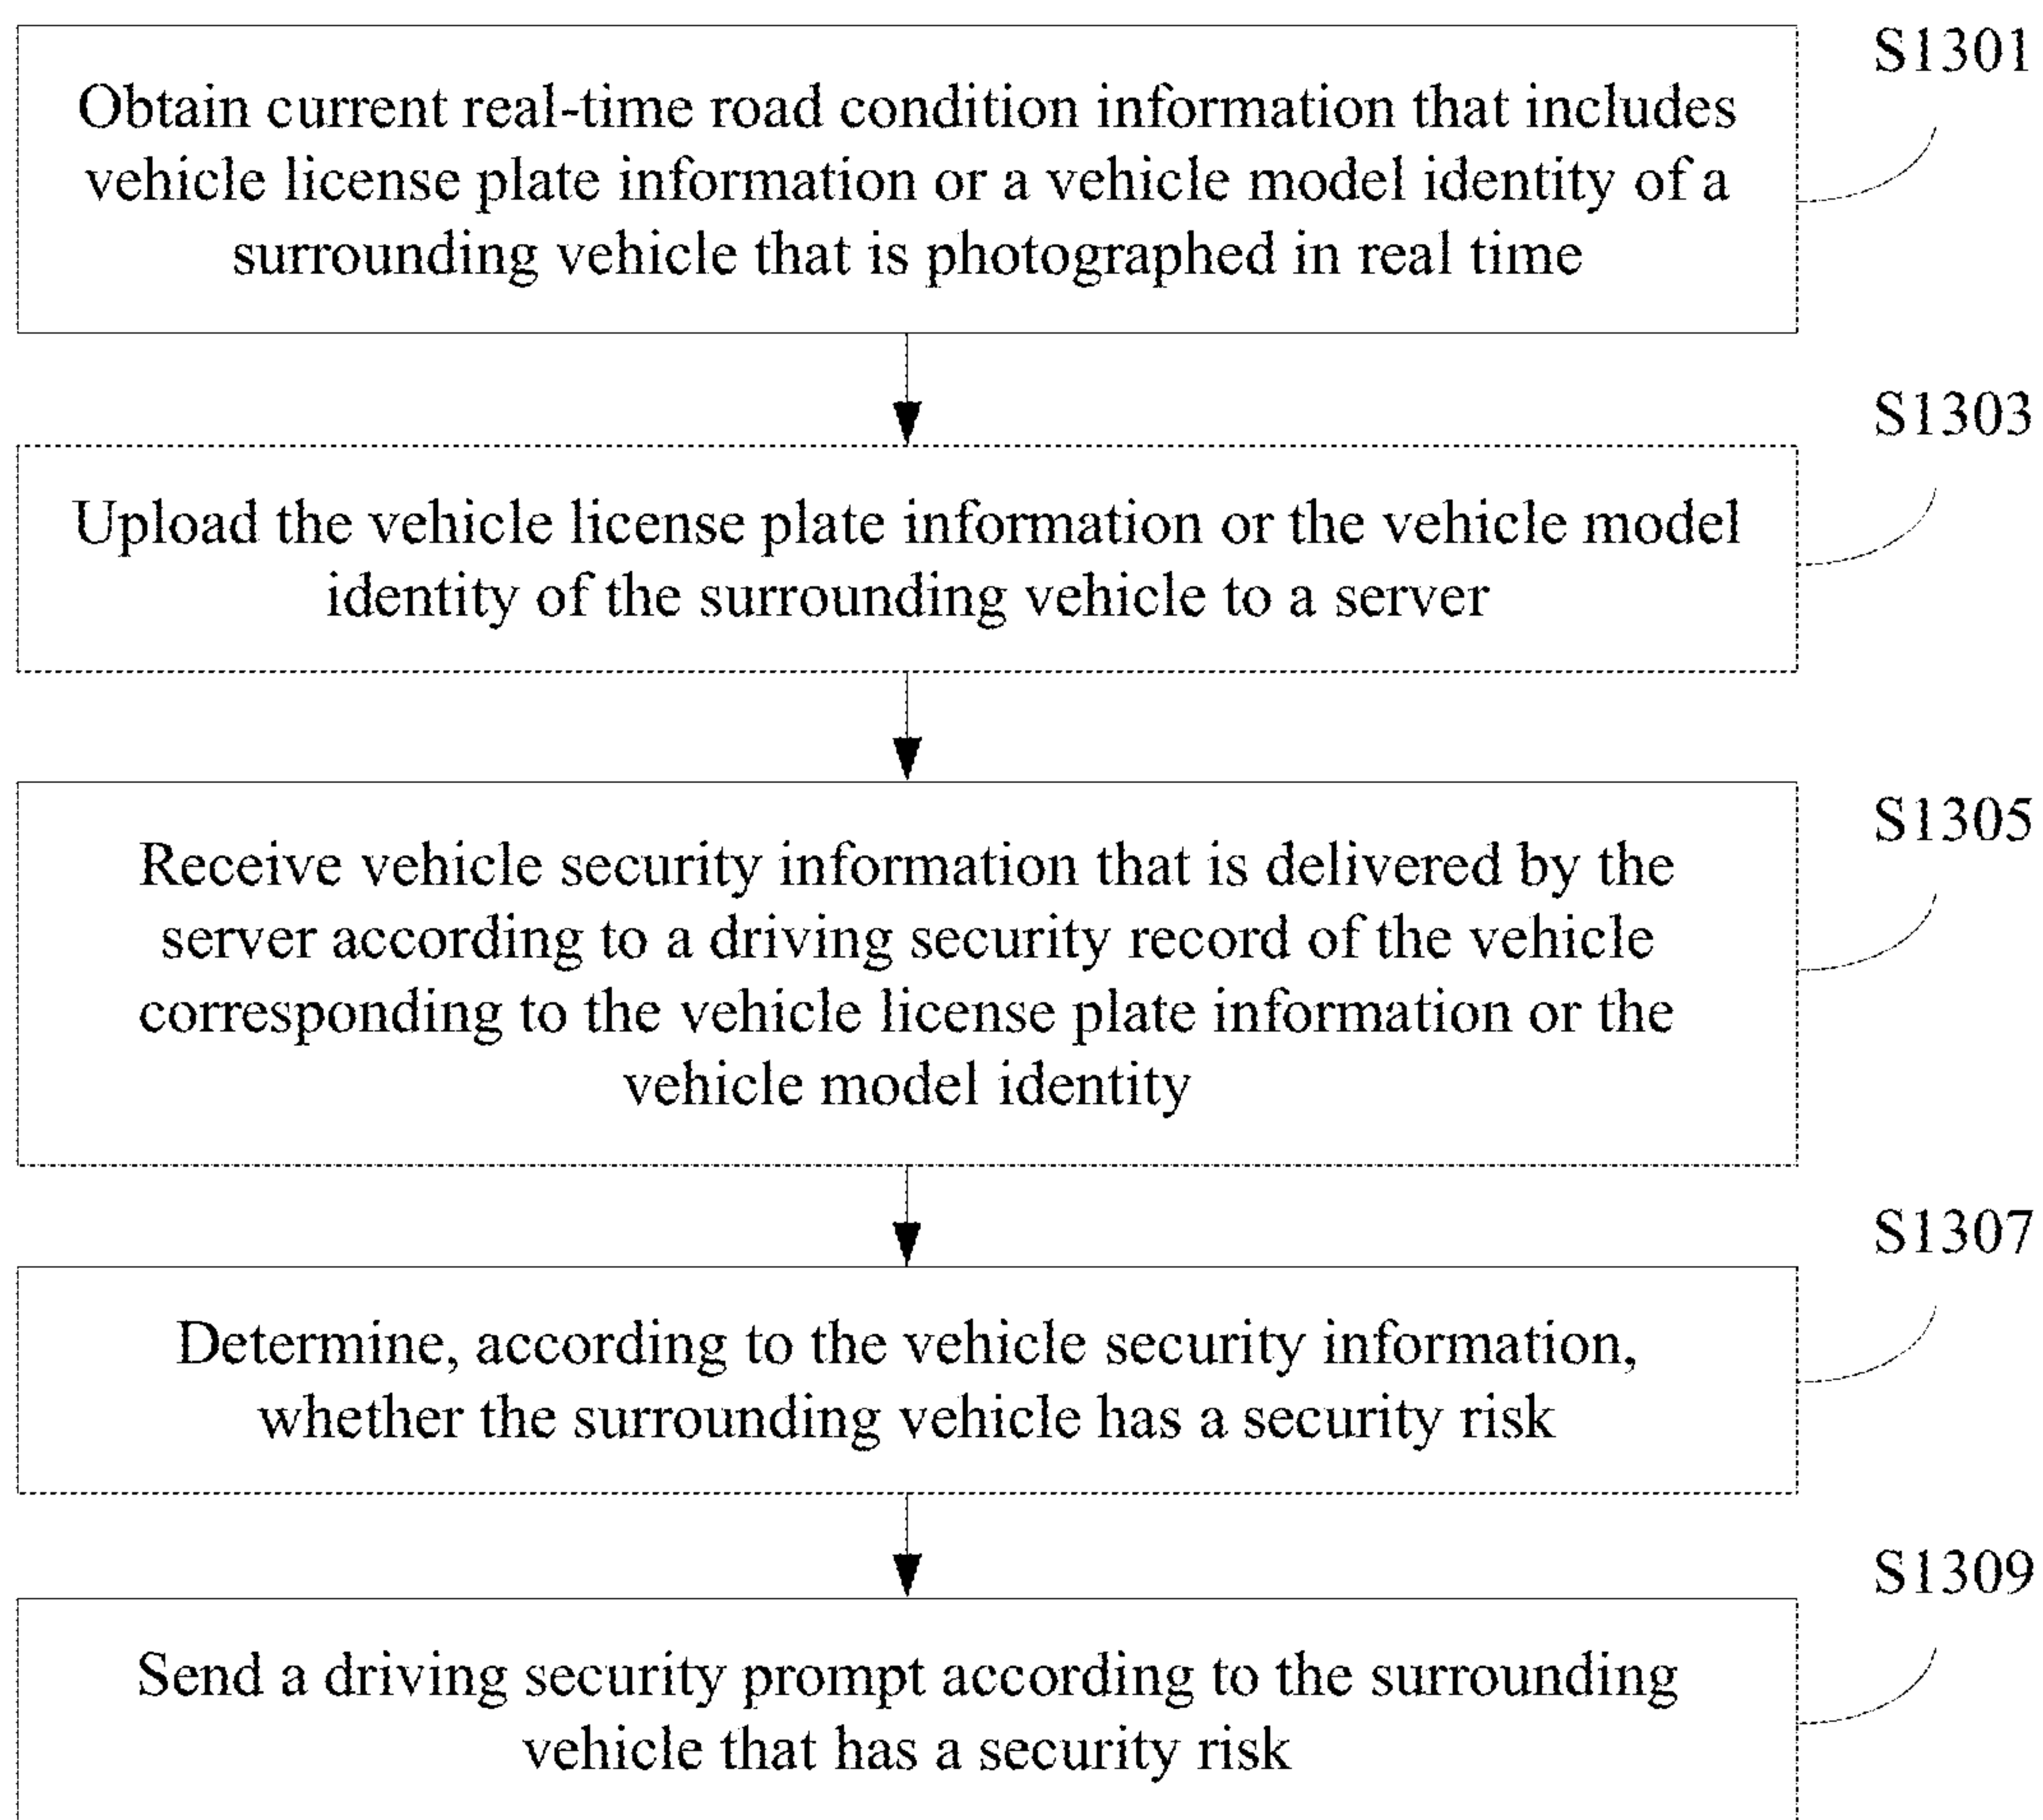 S1301
Obtain current real-time road condition information that includes
vehicle license plate information or a vehicle model identity of a
surrounding vehicle that is photographed in real time
S1303
Upload the vehicle license plate information or the vehicle model
identity of the surrounding vehicle to a server
S1305
Receive vehicle security information that is delivered by the
server according to a driving security record of the vehicle
corresponding to the vehicle license plate information or the
vehicle model identity
S1307
Determine, according to the vehicle security information,
whether the surrounding vehicle has a security risk
S1309
Send a driving security prompt according to the surrounding
vehicle that has a security risk